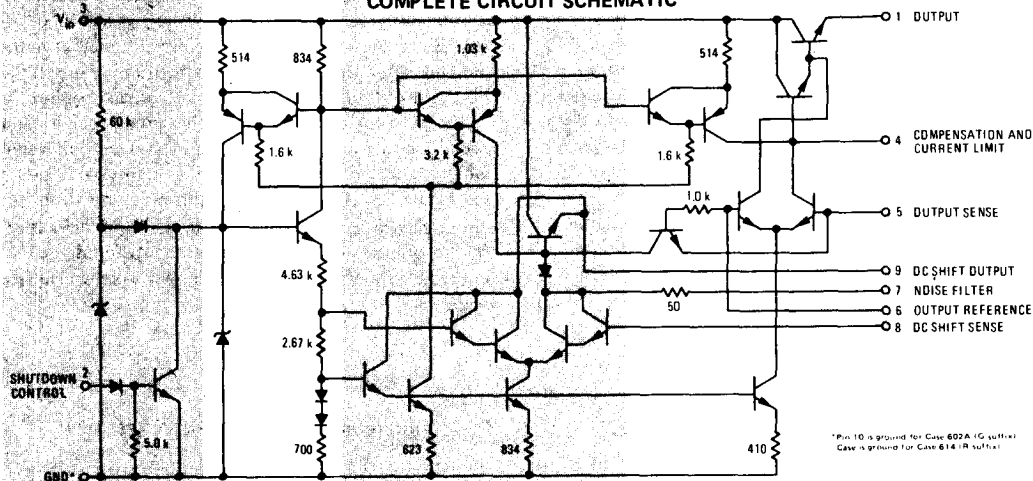 COMPLETE CIRCUIT SCHEMATIC
Vin 3
1 OUTPUT
514
834
1.03 k
514
60 k
4 COMPENSATION AND
CURRENT LIMIT
1.6 k
3.2 k
1.6 k
1.0 k
5 OUTPUT SENSE
4.63 k
9 DC SHIFT OUTPUT
7 NOISE FILTER
50
6 OUTPUT REFERENCE
8 DC SHIFT SENSE
2.67 k
SHUTDOWN 2
CONTROL
5.0 k
700
623
834
410
*Pin 10 is ground for Case 602A (G suffix)
Case is ground for Case 614 (R suffix)
GND*